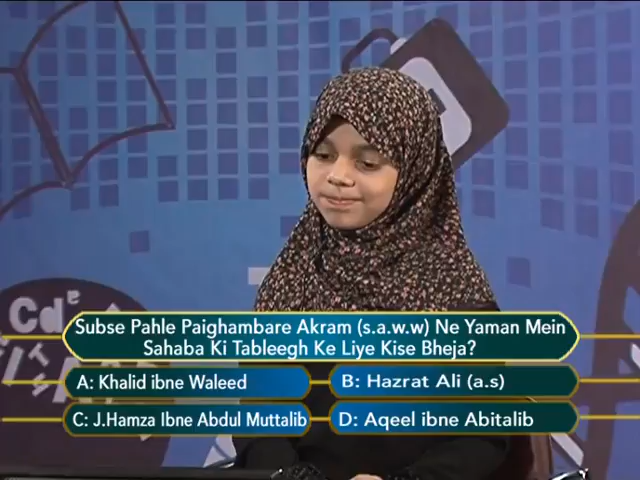 Subse Pahle Paighambare Akram (s.a.w.w) Ne Yaman Mein
Sahaba Ki Tableegh Ke Liye Kise Bheja?
A: Khalid ibne Waleed
B: Hazrat Ali (a.s)
C: J.Hamza Ibne Abdul Muttalib
D: Aqeel ibne Abitalib